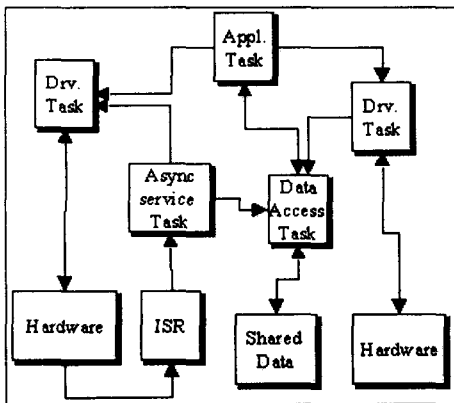 Appl.
Task
Drv.
Task
Drv.
Task
Async
service
Task
Data
Access
Task
Hardware
ISR
Shared
Data
Hardware